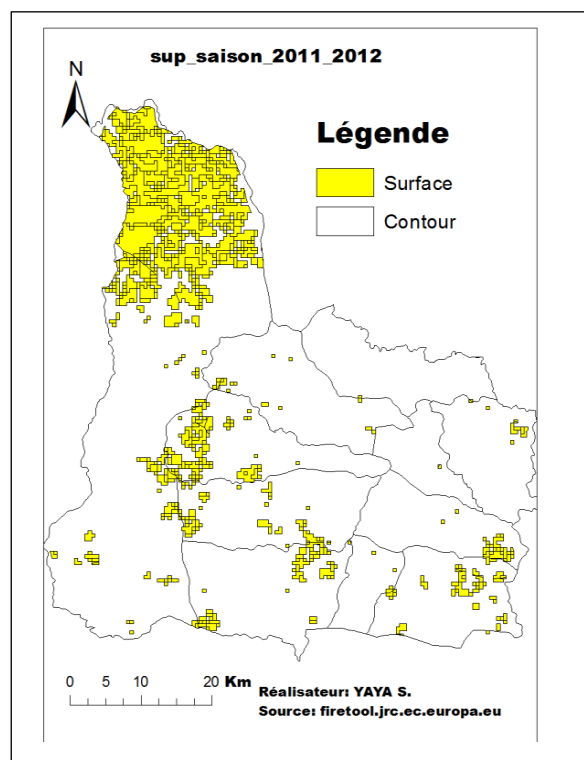 sup_saison_2011_2012
N
Légende
Surface
Contour
0 5 10 20 Km
Réalisateur: YAYA S.
Source: firetool.jrc.ec.europa.eu